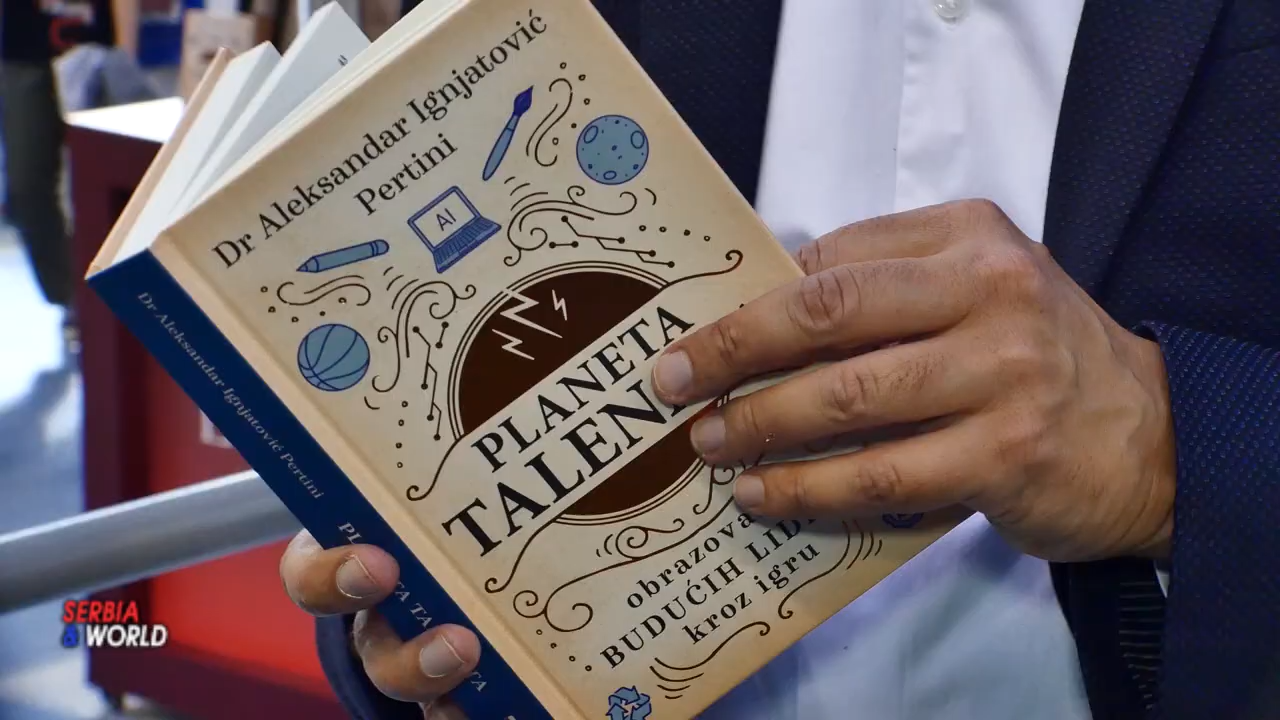 Dr Aleksandar Ignjatović
Pertini
AI
PLANETA
TALEN
obrazova
BUDUĆIH LID
kroz igru
Dr Aleksandar Ignjatović Pertini
SERBIA
& WORLD